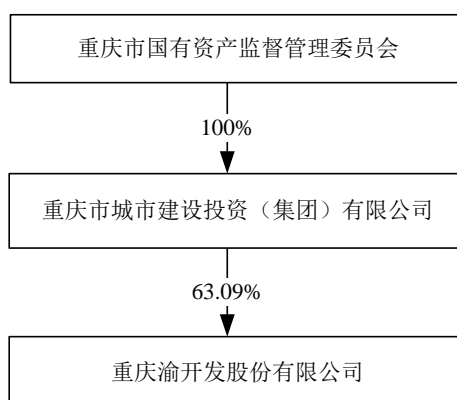 重庆市国有资产监督管理委员会
100%
重庆市城市建设投资（集团）有限公司
63.09%
重庆渝开发股份有限公司